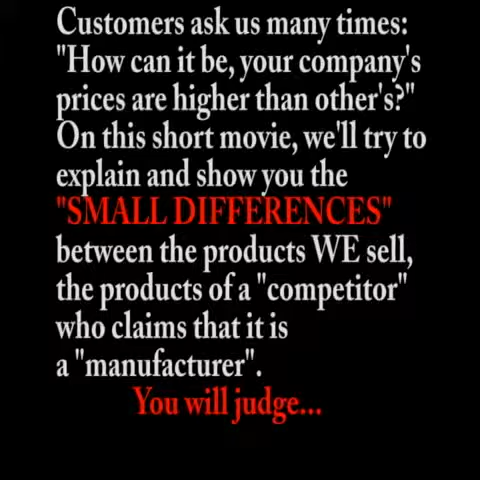 Customers ask us many times:
"How can it be, your company's
prices are higher than other's?"
On this short movie, we'll try to
explain and show you the
"SMALL DIFFERENCES"
between the products WE sell,
the products of a "competitor"
who claims that it is
a "manufacturer".
You will judge...